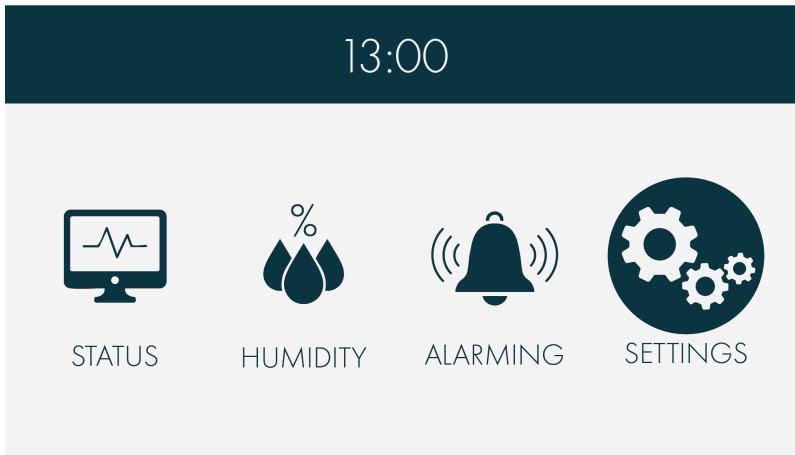 13:00
%
STATUS
HUMIDITY
ALARMING
SETTINGS